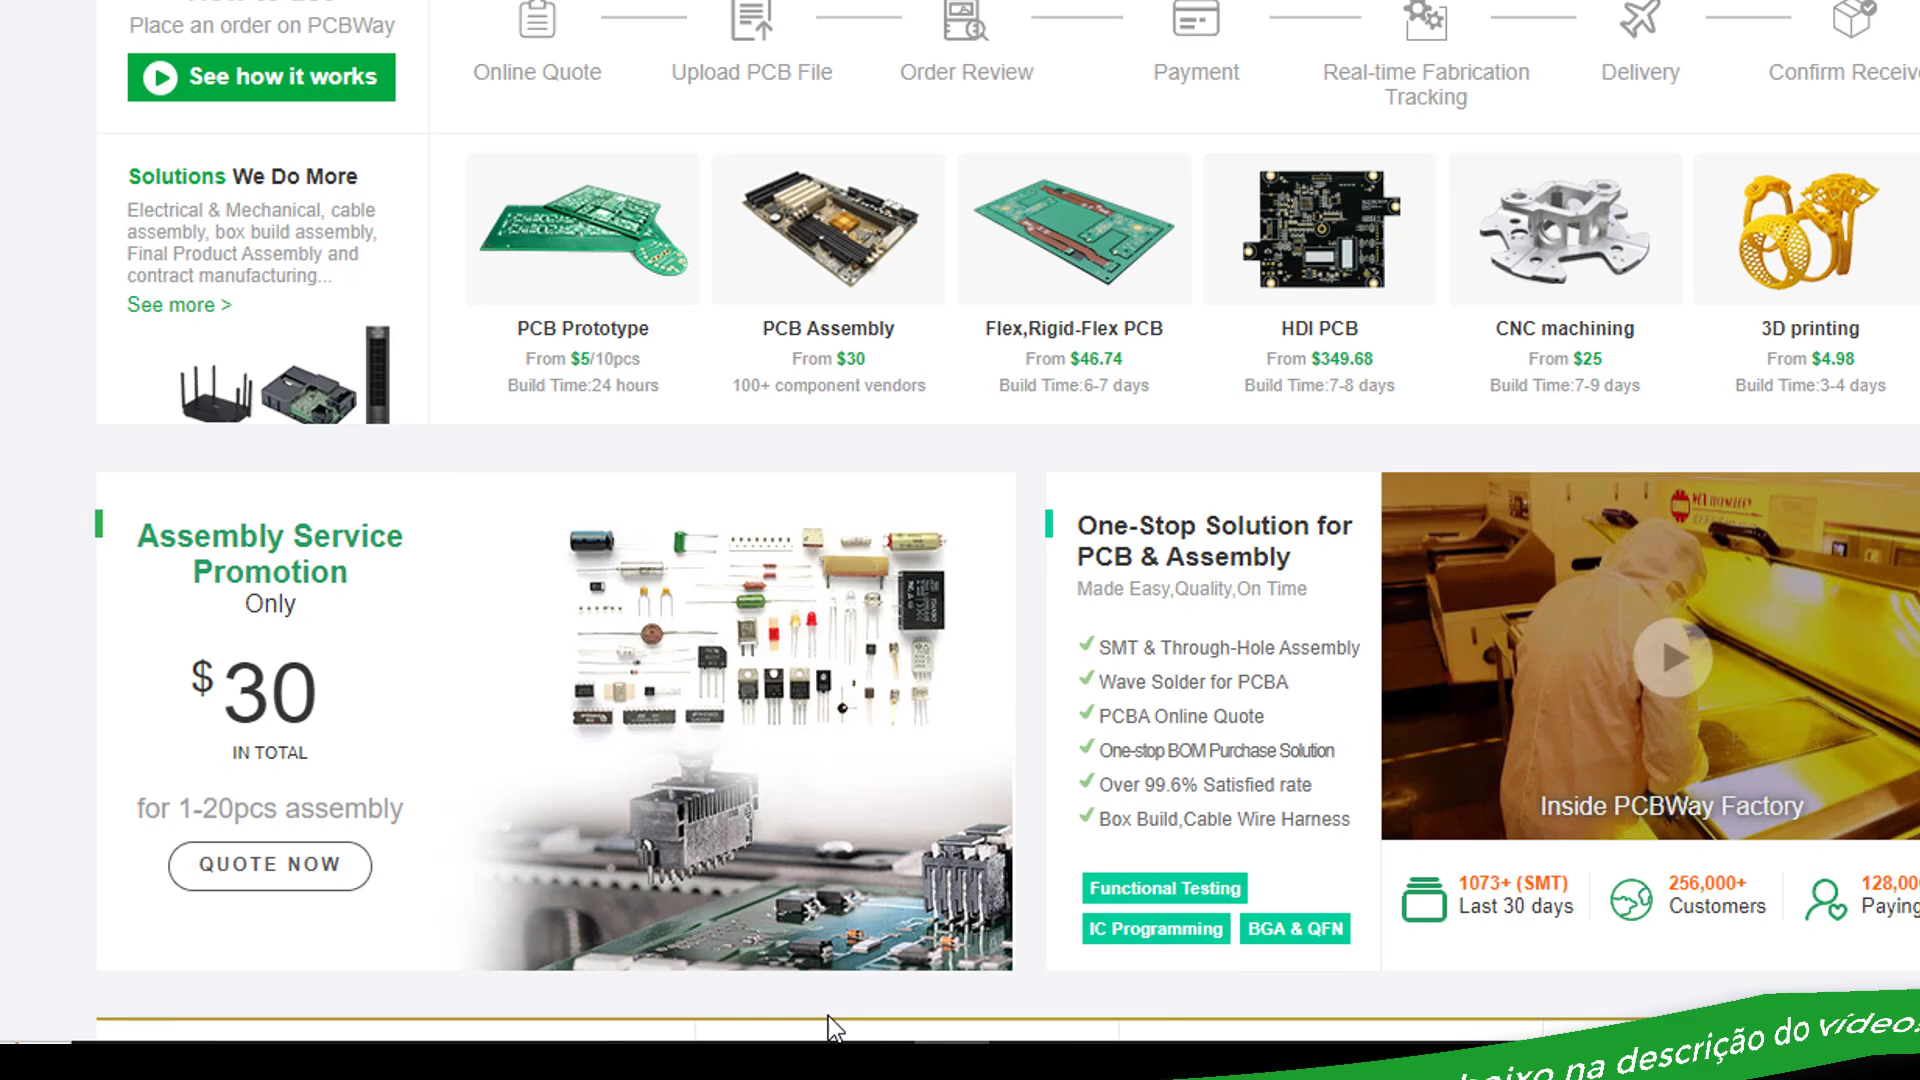 Place an order on PCBWay
See how it works
Online Quote
Upload PCB File
Order Review
Payment
Real-time Fabrication
Tracking
Delivery
Confirm
Solutions We Do More
Electrical & Mechanical, cable
assembly, box build assembly,
Final Product Assembly and
contract manufacturing...
See more >
PCB Prototype
From $5/10pcs
Build Time:24 hours
PCB Assembly
From $30
100+ component vendors
Flex,Rigid-Flex PCB
From $46.74
Build Time:6-7 days
HDI PCB
From $349.68
Build Time:7-8 days
CNC machining
From $25
Build Time:7-9 days
3D printing
From $4.98
Build Time:3-4 days
Assembly Service
Promotion
Only
$30
IN TOTAL
for 1-20pcs assembly
QUOTE NOW
One-Stop Solution for
PCB & Assembly
Made Easy,Quality,On Time
SMT & Through-Hole Assembly
Wave Solder for PCBA
PCBA Online Quote
One-stop BOM Purchase Solution
Over 99.6% Satisfied rate
Box Build,Cable Wire Harness
Functional Testing
IC Programming
BGA & QFN
TECHNOLOGY
Inside PCBWay Factory
1073+ (SMT)
Last 30 days
256,000+
Customers
Paying
na descrição do vídeo